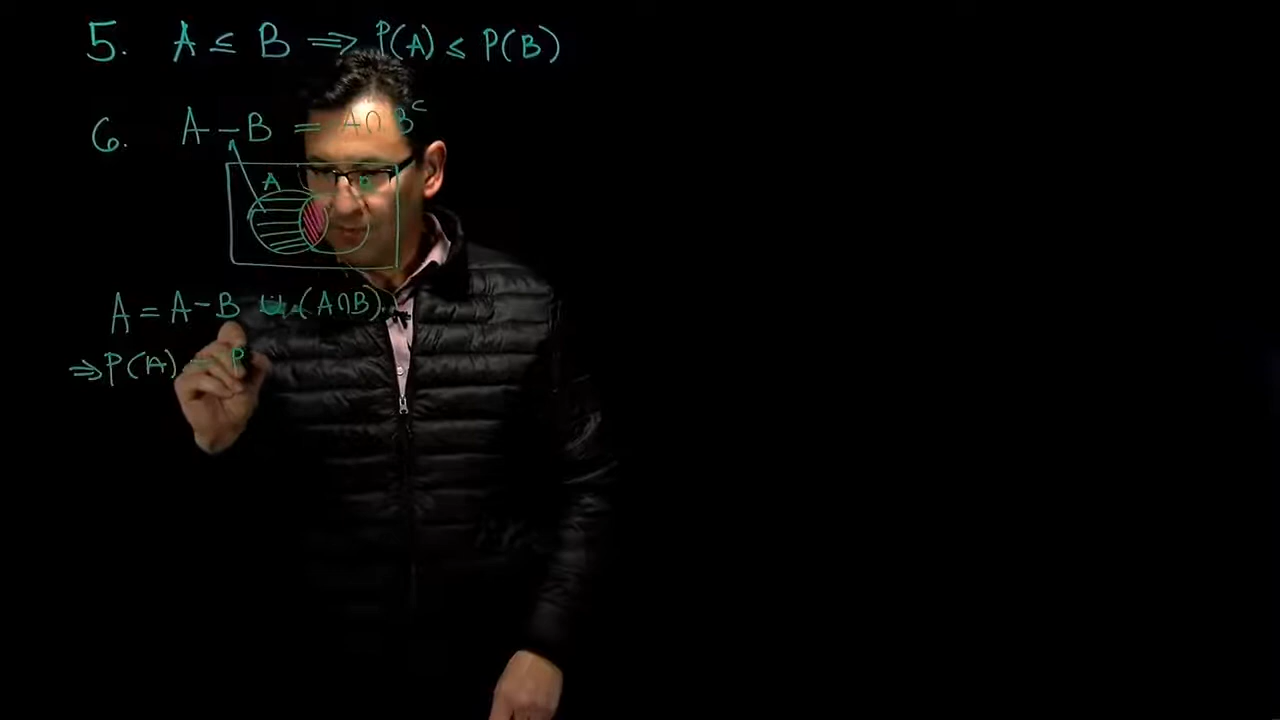 5. A ≤ B ⇒ P(A) ≤ P(B)
6. A - B = A ∩ B^c
A B
A = A - B ∪ (A ∩ B)
⇒ P(A) = P